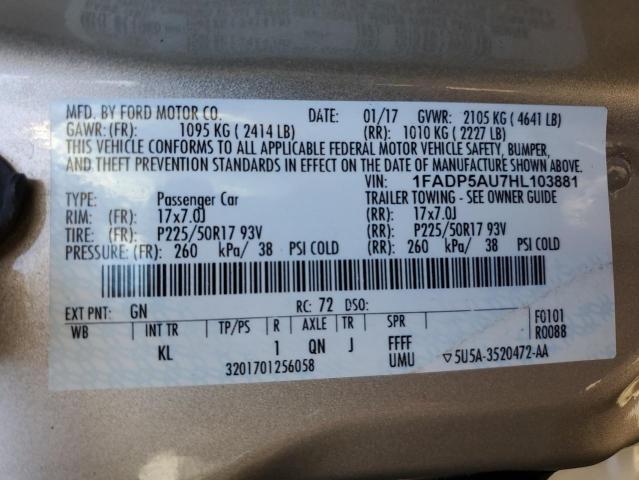 MFD. BY FORD MOTOR CO. DATE: 01/17 GVWR: 2105 KG ( 4641 LB)
GAWR: (FR): 1095 KG ( 2414 LB) (RR): 1010 KG ( 2227 LB)
THIS VEHICLE CONFORMS TO ALL APPLICABLE FEDERAL MOTOR VEHICLE SAFETY, BUMPER,
AND THEFT PREVENTION STANDARDS IN EFFECT ON THE DATE OF MANUFACTURE SHOWN ABOVE.
VIN: 1FADP5AU7HL103881
TYPE: Passenger Car TRAILER TOWING - SEE OWNER GUIDE
RIM: (FR): 17x7.0J (RR): 17x7.0J
TIRE: (FR): P225/50R17 93V (RR): P225/50R17 93V
PRESSURE: (FR): 260 kPa/ 38 PSI COLD (RR): 260 kPa/ 38 PSI COLD
EXT PNT: GN RC: 72 DSO: F0101
WB INT TR TP/PS R AXLE TR SPR R0088
KL 1 QN J FFFF
3201701256058 UMU ▽5U5A-3520472-AA